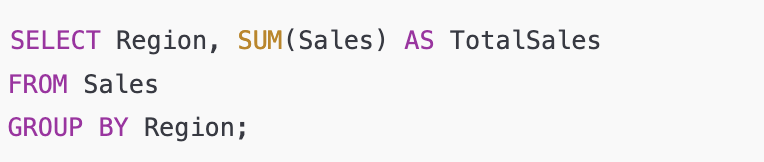 SELECT Region, SUM(Sales) AS TotalSales
FROM Sales
GROUP BY Region;